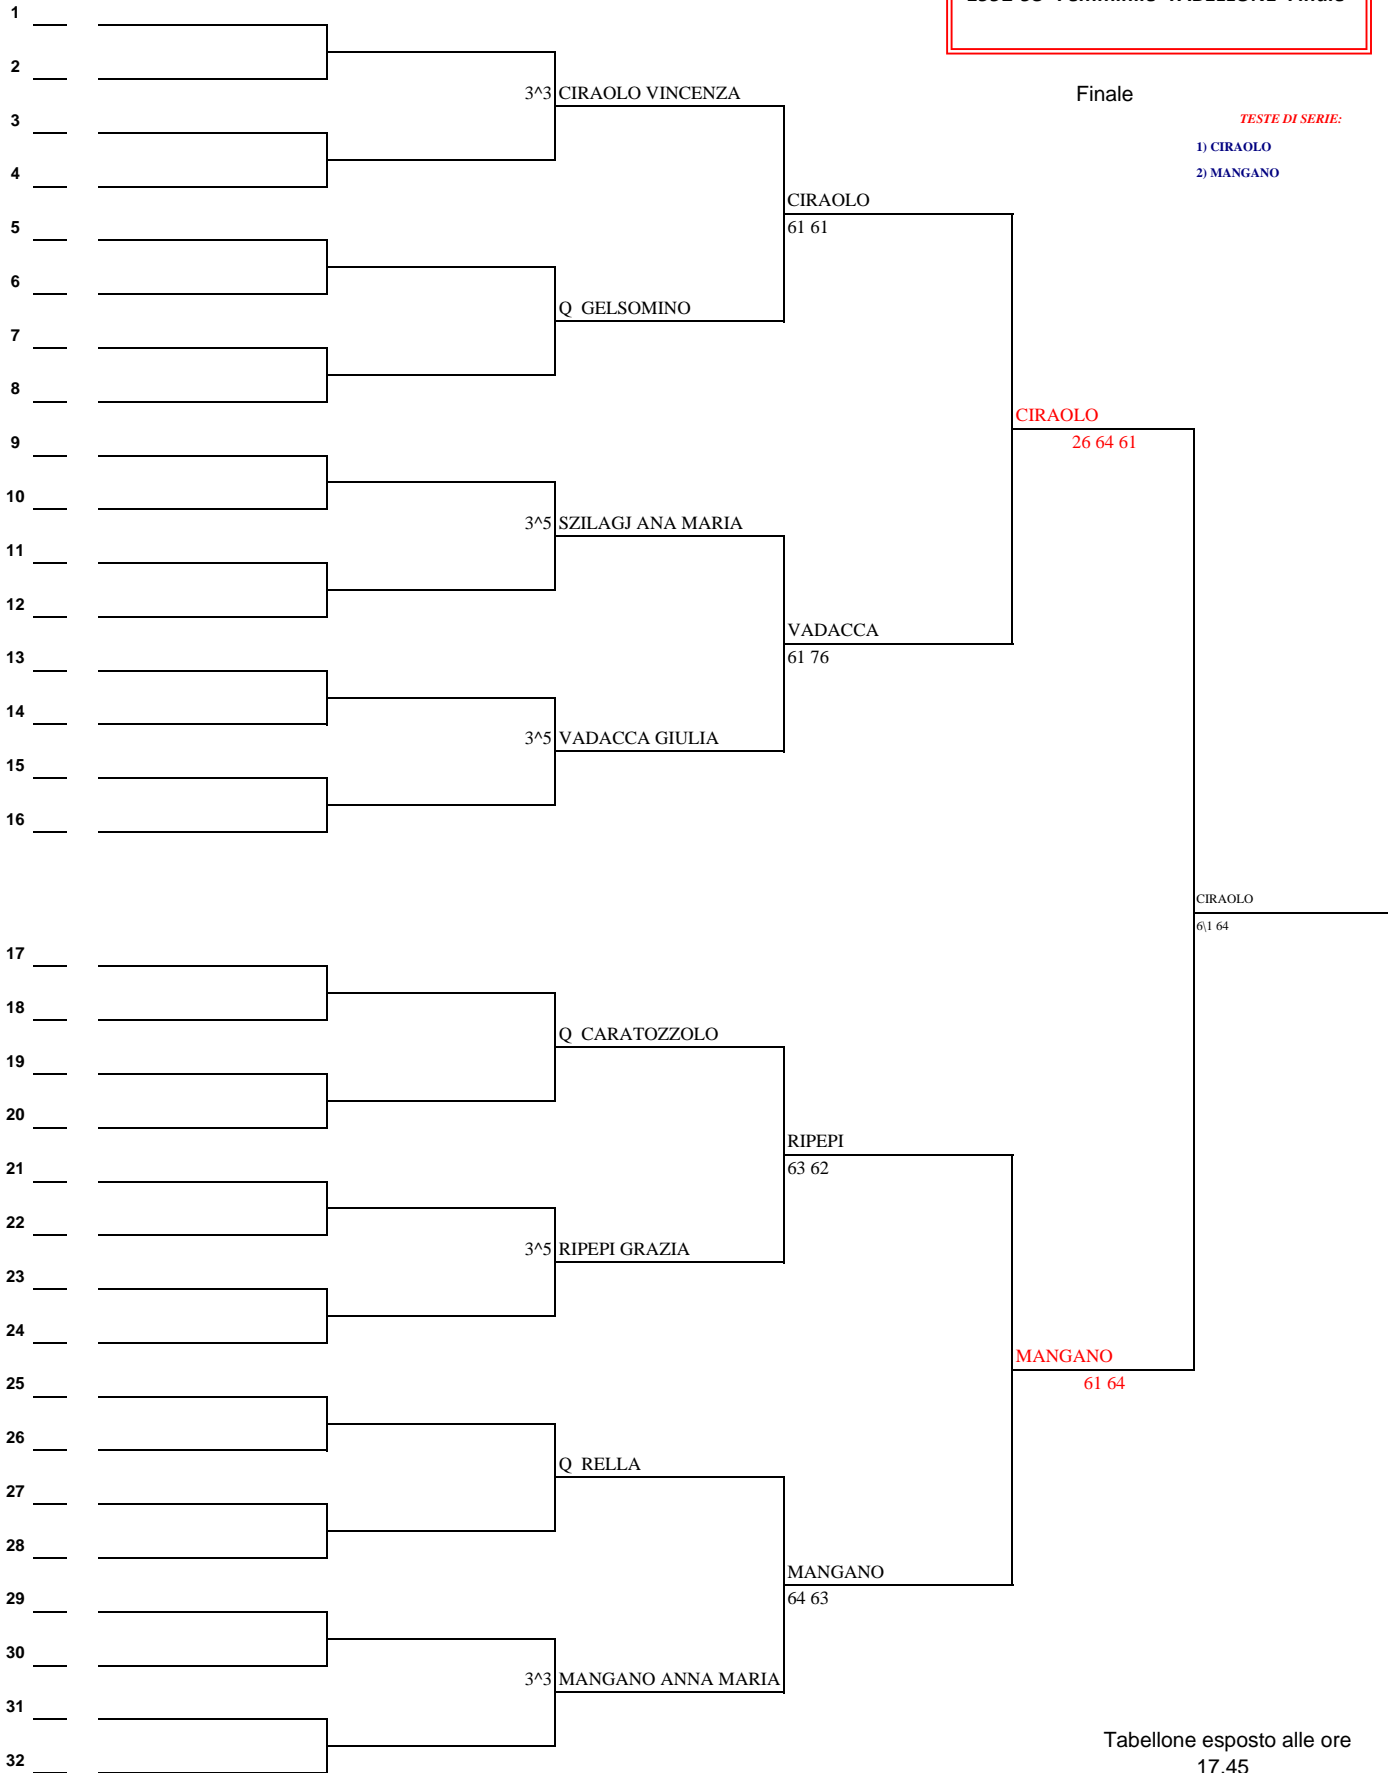 1
2
3^3 CIRAOLO VINCENZA
Finale
3
TESTE DI SERIE:
1) CIRAOLO
4
2) MANGANO
CIRAOLO
5
61 61
6
Q GELSOMINO
7
8
CIRAOLO
9
26 64 61
10
3^5 SZILAGJ ANA MARIA
11
12
VADACCA
13
61 76
14
3^5 VADACCA GIULIA
15
16
CIRAOLO
6\1 64
17
18
Q CARATOZZOLO
19
20
RIPEPI
21
63 62
22
3^5 RIPEPI GRAZIA
23
24
MANGANO
25
61 64
26
Q RELLA
27
28
MANGANO
29
64 63
30
3^3 MANGANO ANNA MARIA
31
Tabellone esposto alle ore
32
17.45